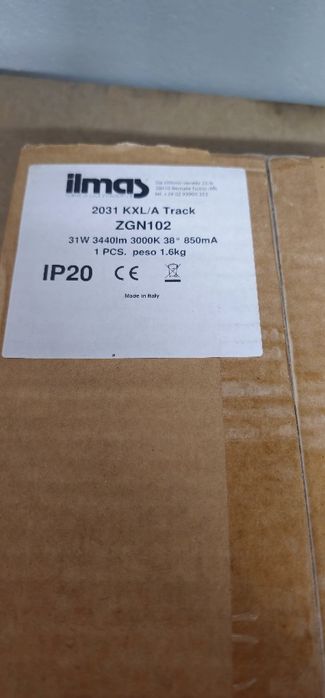 ilmas
2031 KXL/A Track
ZGN102
31W 3440lm 3000K 38° 850mA
1 PCS. peso 1.6kg
IP20 CE
Made in Italy